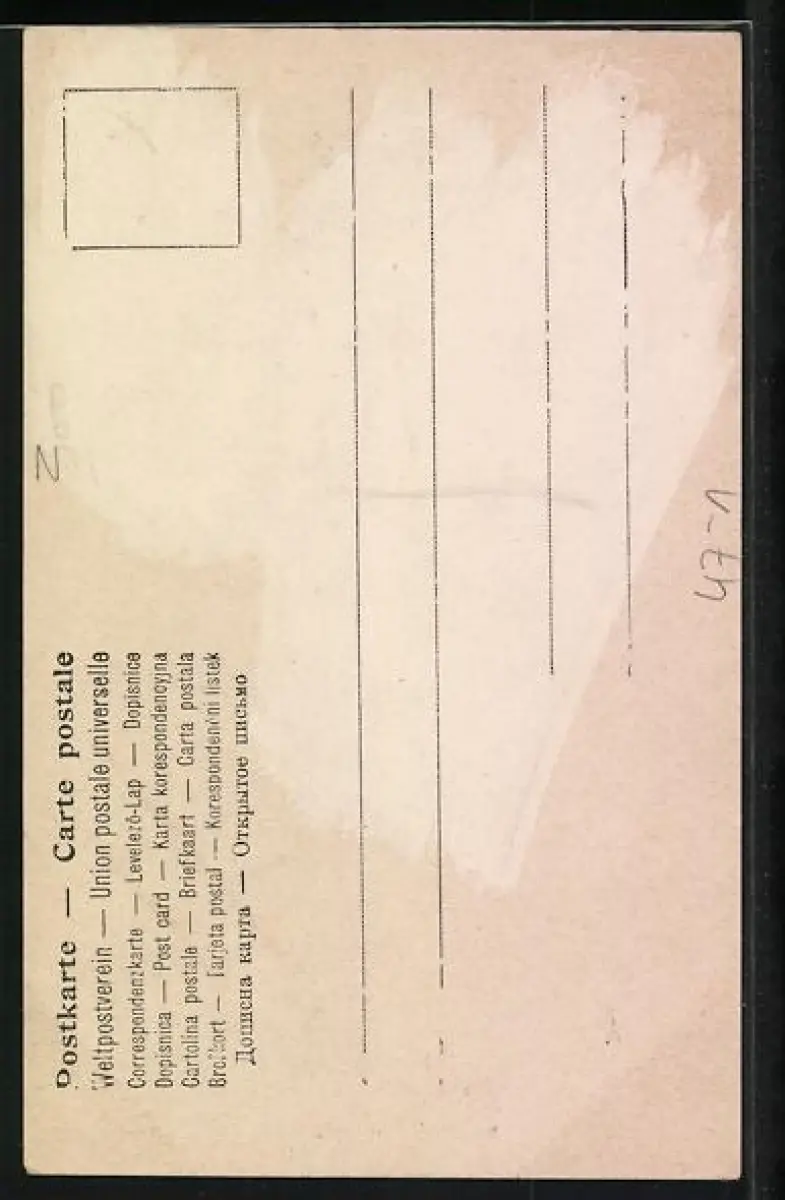 Postkarte — Carte postale
Weltpostverein — Union postale universelle
Correspondenzkarte — Levelező-Lap — Dopisnice
Dopisnica — Post card — Karta korespondencyjna
Cartolina postale — Briefkaart — Carta postala
Brefkort — Tarjeta postal — Korespondenční lístek
Дописна карта — Открытое письмо
Z
47-1